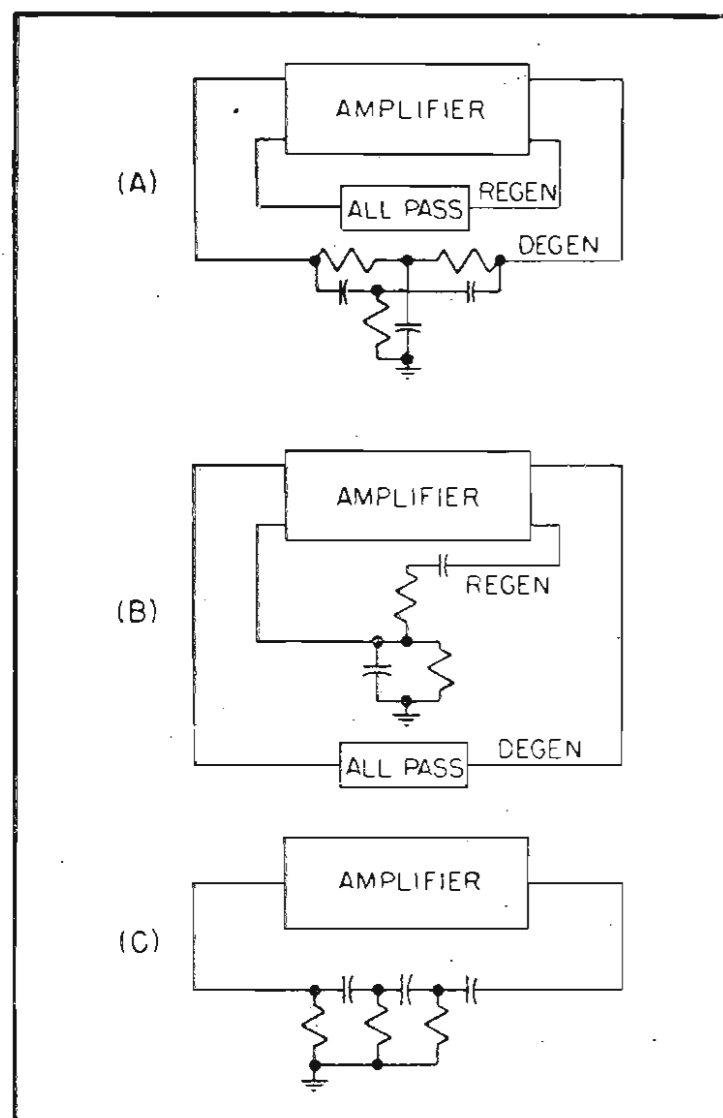 AMPLIFIER
(A)
ALL PASS
REGEN
DEGEN
AMPLIFIER
REGEN
(B)
ALL PASS
DEGEN
AMPLIFIER
(C)